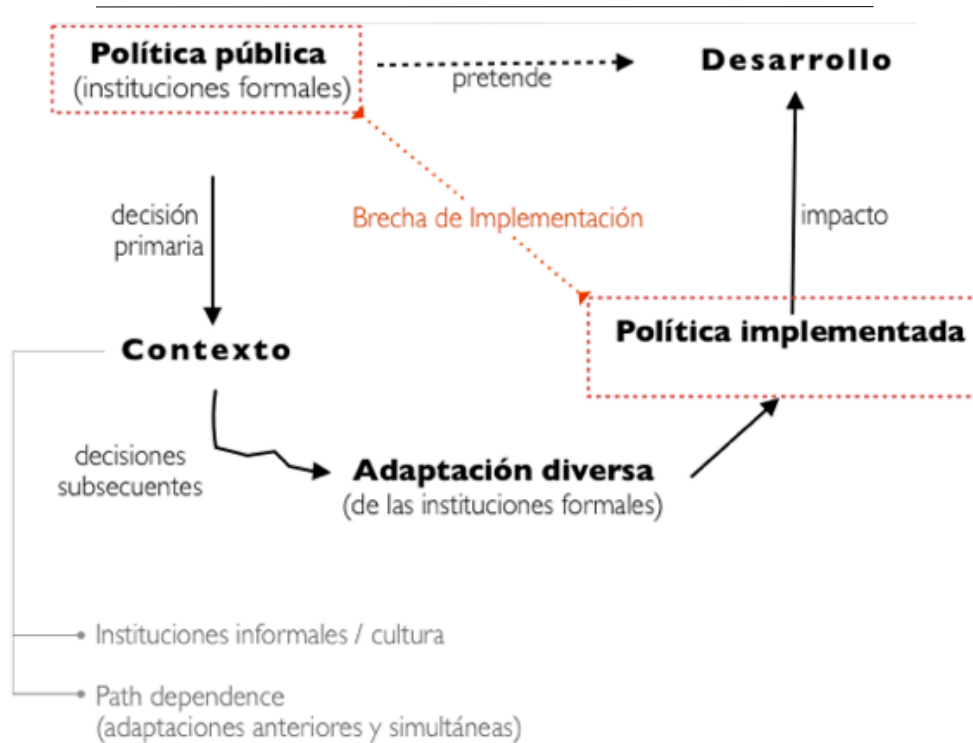 Política pública
(instituciones formales)
pretende
Desarrollo
decisión
primaria
Brecha de Implementación
impacto
Contexto
Política implementada
decisiones
subsecuentes
Adaptación diversa
(de las instituciones formales)
Instituciones informales / cultura
Path dependence
(adaptaciones anteriores y simultáneas)